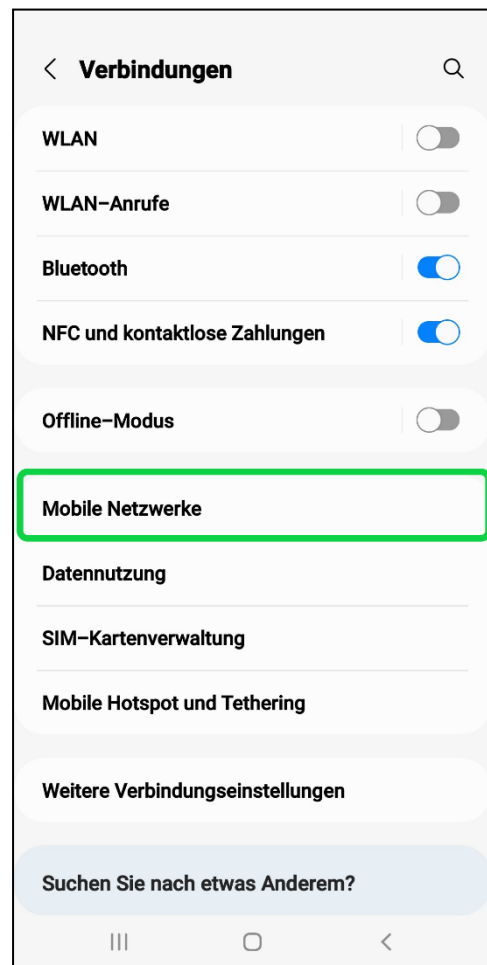 Verbindungen
WLAN
WLAN-Anrufe
Bluetooth
NFC und kontaktlose Zahlungen
Offline-Modus
Mobile Netzwerke
Datennutzung
SIM-Kartenverwaltung
Mobile Hotspot und Tethering
Weitere Verbindungseinstellungen
Suchen Sie nach etwas Anderem?